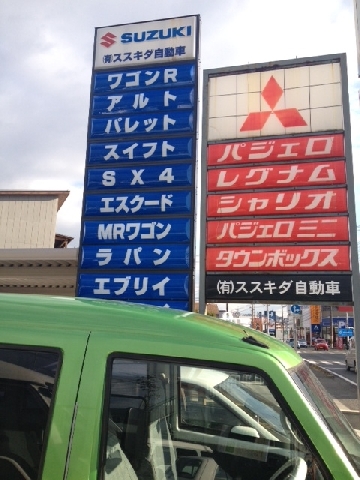 SUZUKI
(有)ススキダ自動車
ワゴンR
アルト
パレット
スイフト
SX4
エスクード
MRワゴン
ラパン
エブリイ
パジェロ
レグナム
シャリオ
パジェロミニ
タウンボックス
(有)ススキダ自動車